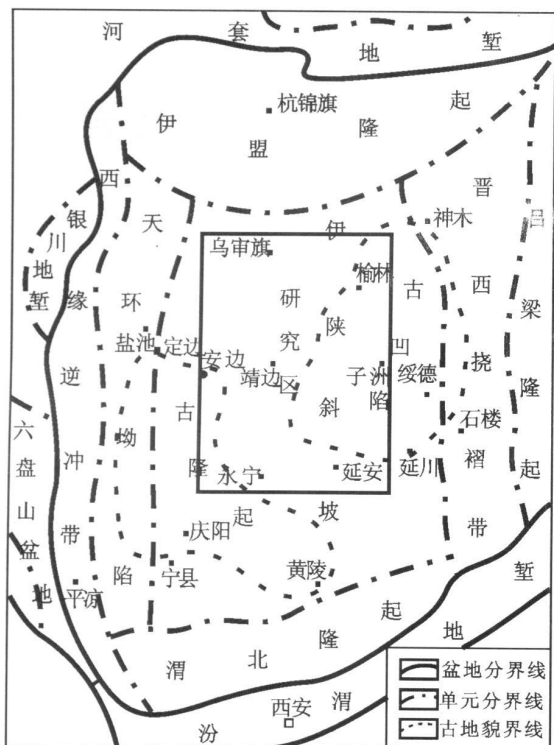 河套地堑
杭锦旗
伊盟隆起
西缘逆冲带
银川地堑
天环坳陷
乌审旗
伊陕斜坡
神木
晋西挠褶带
吕梁隆起
榆林
古凹陷
研究区
盐池
定边
安边
靖边
子洲
绥德
古隆起
石楼
六盘山盆地
永宁
延安
延川
庆阳
宁县
黄陵
平凉
渭北隆起
西安
汾渭地堑
盆地分界线
单元分界线
古地貌界线